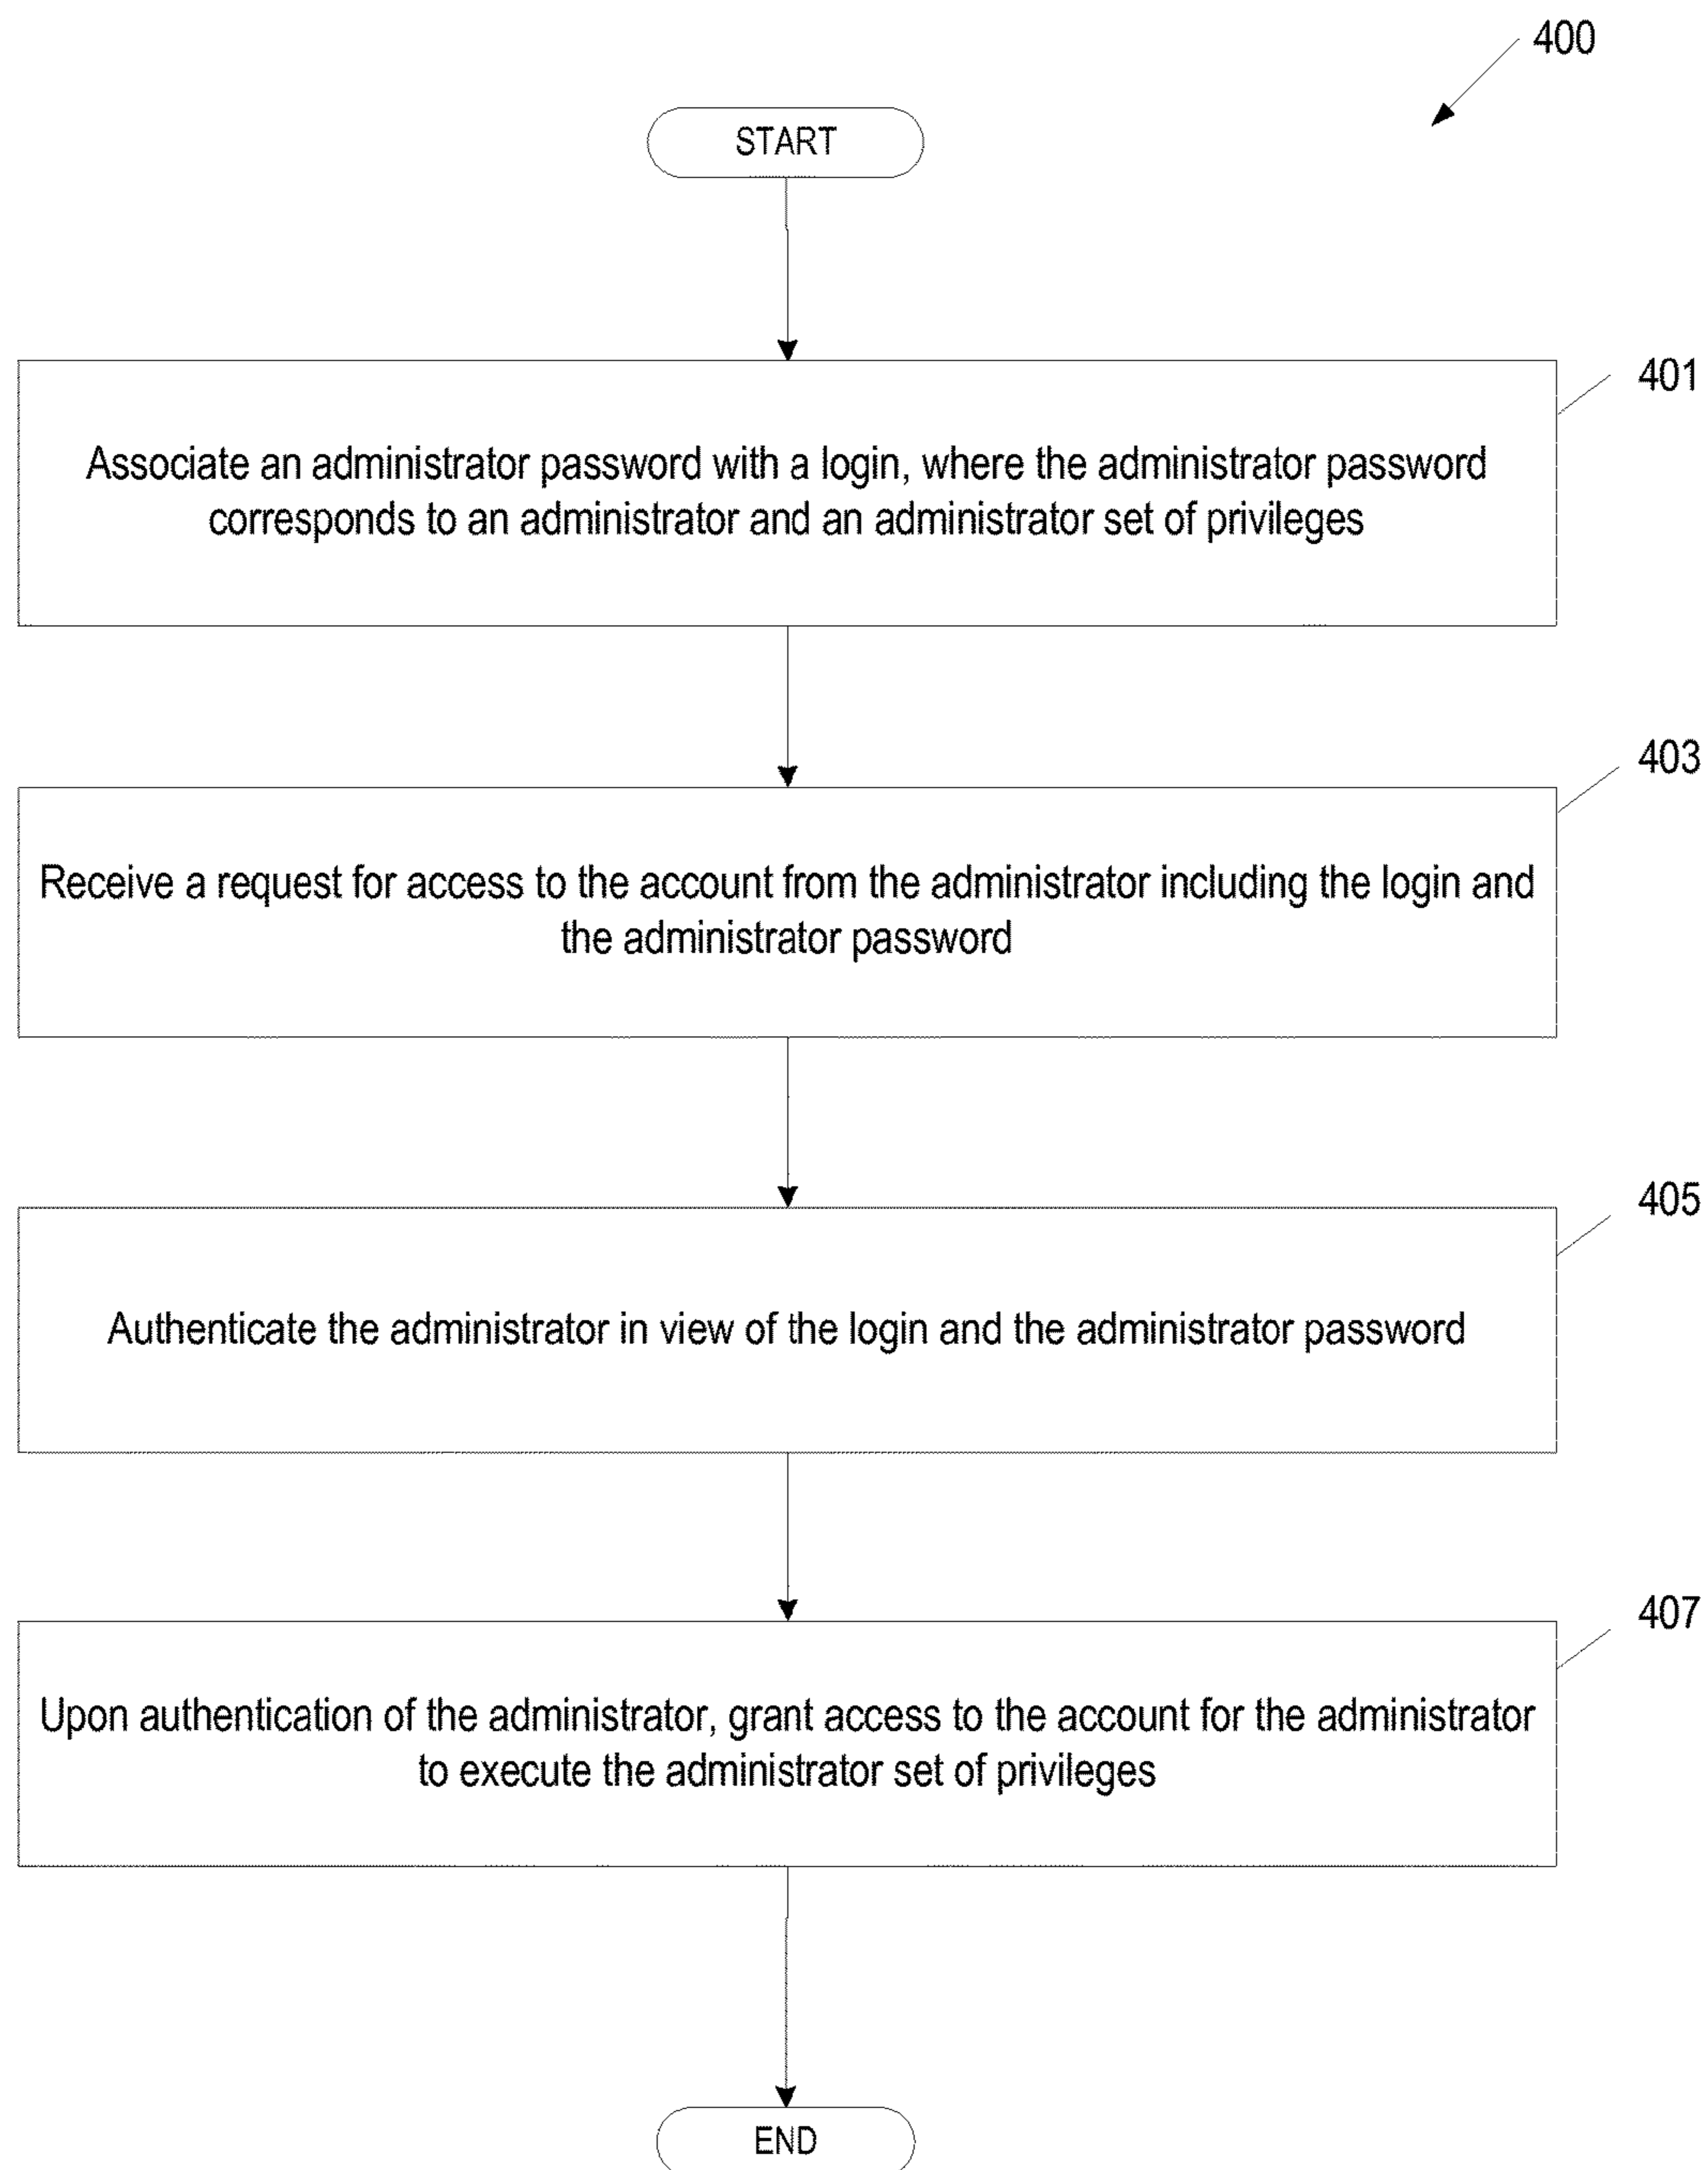 400
START
401
Associate an administrator password with a login, where the administrator password
corresponds to an administrator and an administrator set of privileges
403
Receive a request for access to the account from the administrator including the login and
the administrator password
405
Authenticate the administrator in view of the login and the administrator password
407
Upon authentication of the administrator, grant access to the account for the administrator
to execute the administrator set of privileges
END